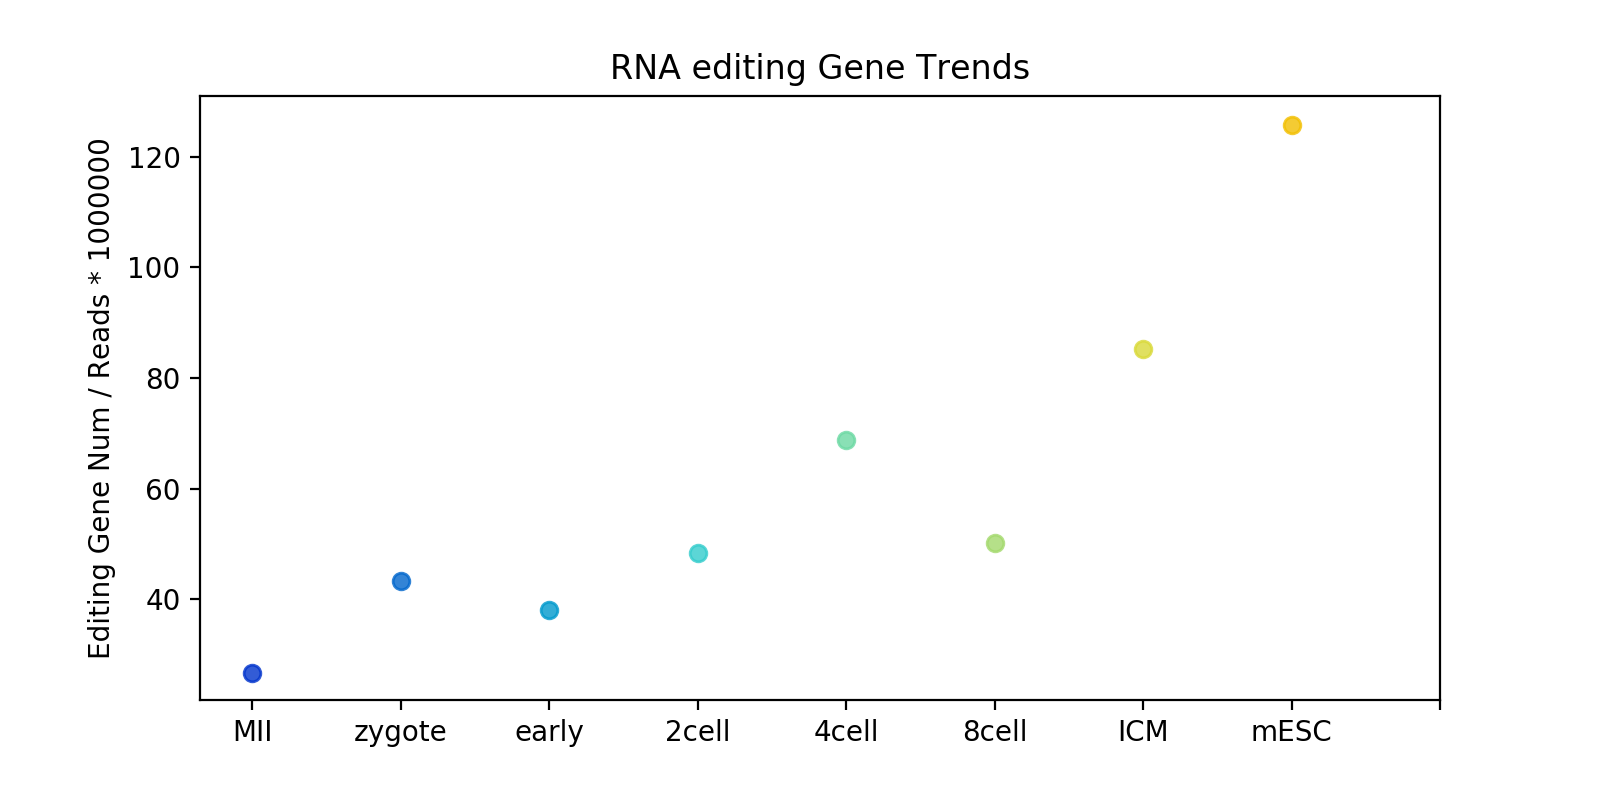 RNA editing Gene Trends
Editing Gene Num / Reads * 1000000
120
100
80
60
40
MII zygote early 2cell 4cell 8cell ICM mESC